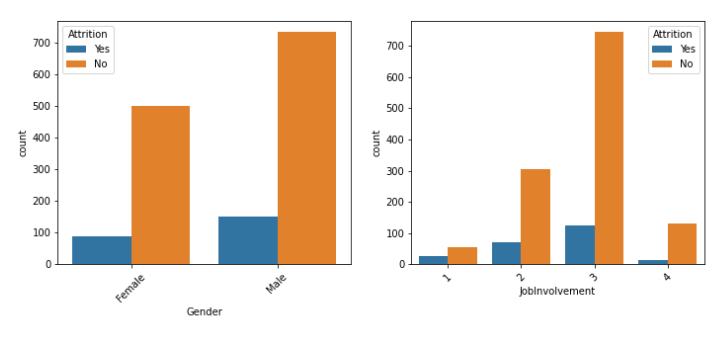 Attrition
Yes
No
700
600
500
400
300
200
100
0
count
Female
Male
Gender
Attrition
Yes
No
700
600
500
400
300
200
100
0
count
1
2
3
4
JobInvolvement